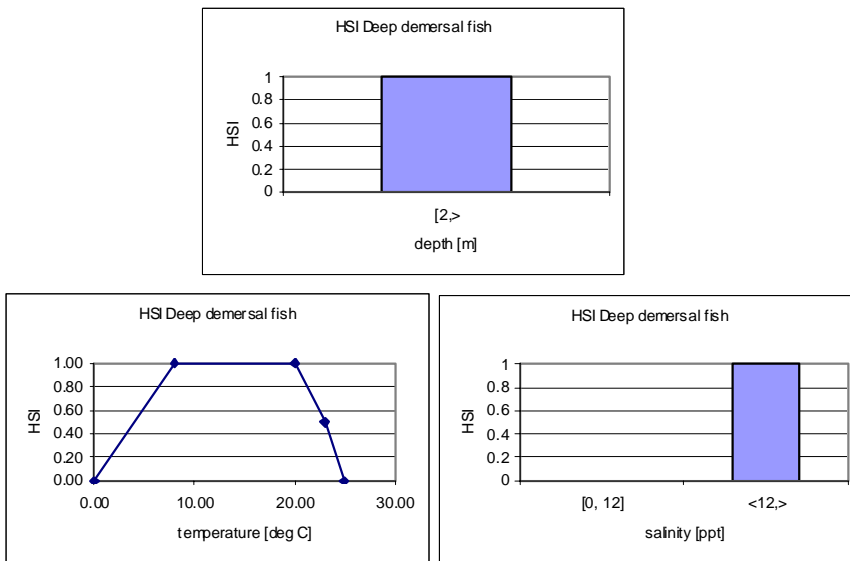 HSI Deep demersal fish
1
0.8
0.6
0.4
0.2
0
HSI
[2,>
depth [m]
HSI Deep demersal fish
1.00
0.80
0.60
0.40
0.20
0.00
HSI
0.00 10.00 20.00 30.00
temperature [deg C]
HSI Deep demersal fish
1
0.8
0.6
0.4
0.2
0
HSI
[0, 12] <12,>
salinity [ppt]